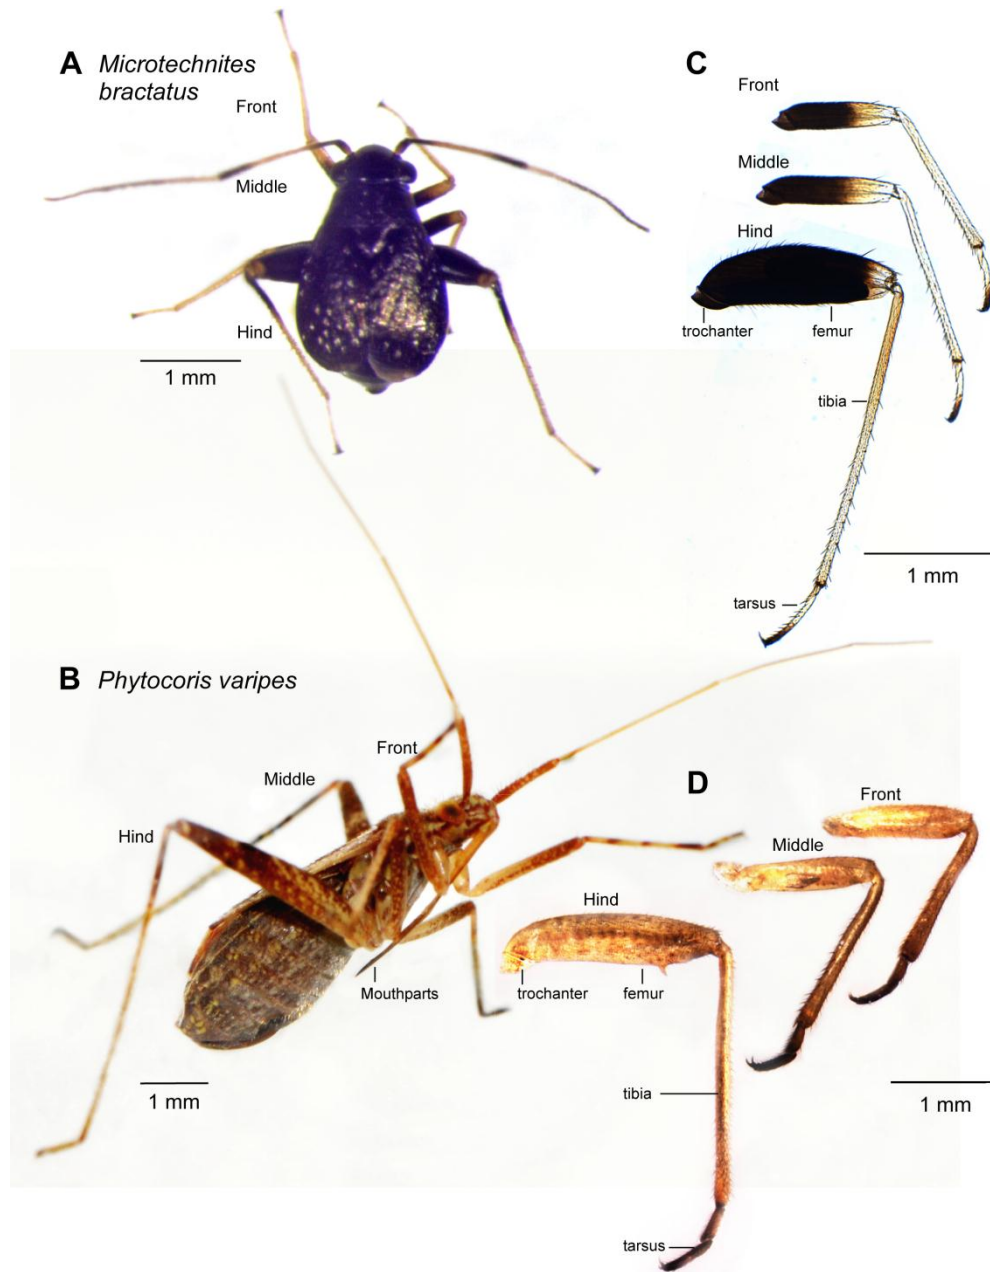 A Microtechnites
bractatus
Front
Middle
Hind
1 mm
C
Front
Middle
Hind
trochanter
femur
tibia
tarsus
1 mm
B Phytocoris varipes
Front
Middle
Hind
Mouthparts
1 mm
D
Front
Middle
Hind
trochanter
femur
tibia
tarsus
1 mm